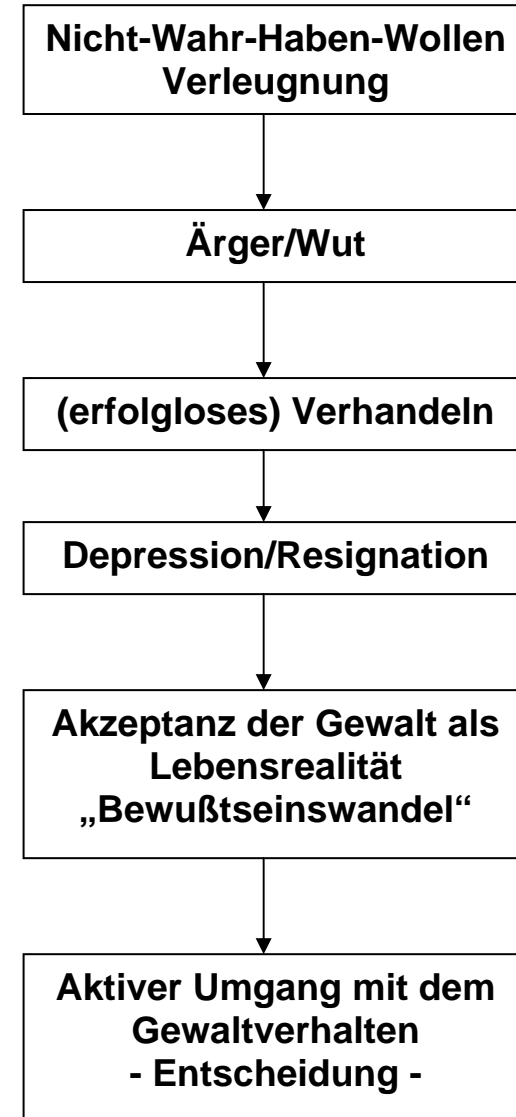 Nicht-Wahr-Haben-Wollen
Verleugnung
Ärger/Wut
(erfolgloses) Verhandeln
Depression/Resignation
Akzeptanz der Gewalt als
Lebensrealität
„Bewußtseinswandel“
Aktiver Umgang mit dem
Gewaltverhalten
- Entscheidung -